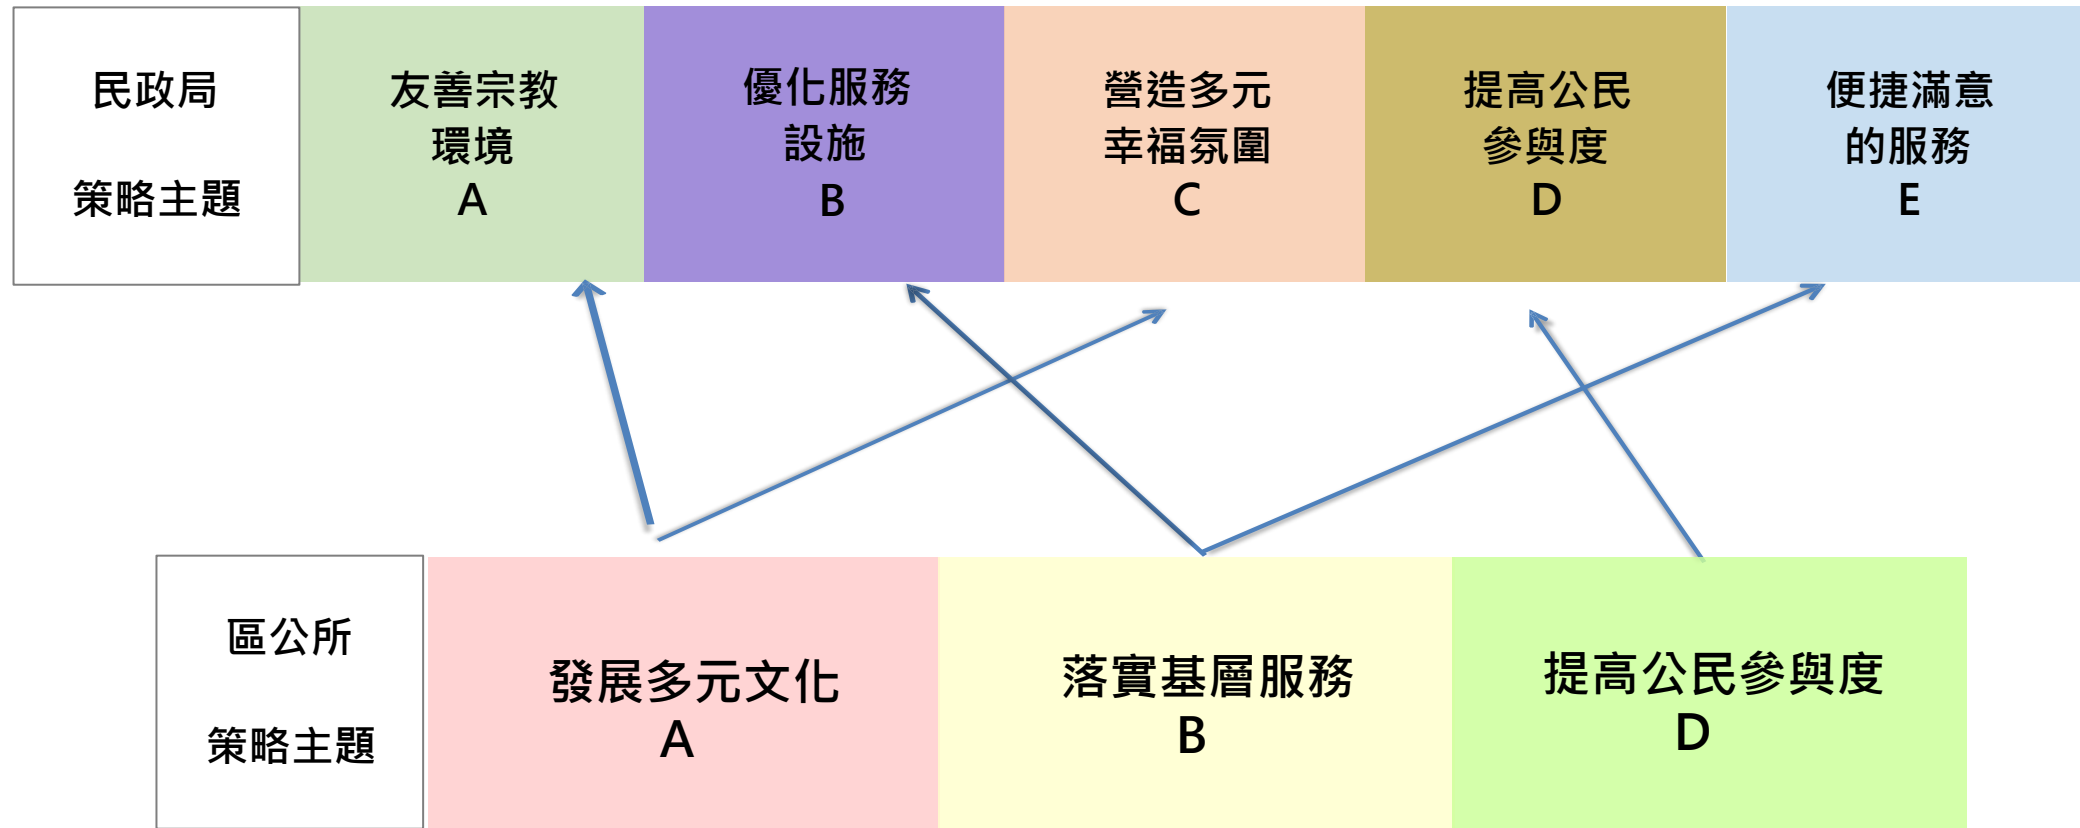 民政局
策略主題
友善宗教
環境
A
優化服務
設施
B
營造多元
幸福氛圍
C
提高公民
參與度
D
便捷滿意
的服務
E
區公所
策略主題
發展多元文化
A
落實基層服務
B
提高公民參與度
D